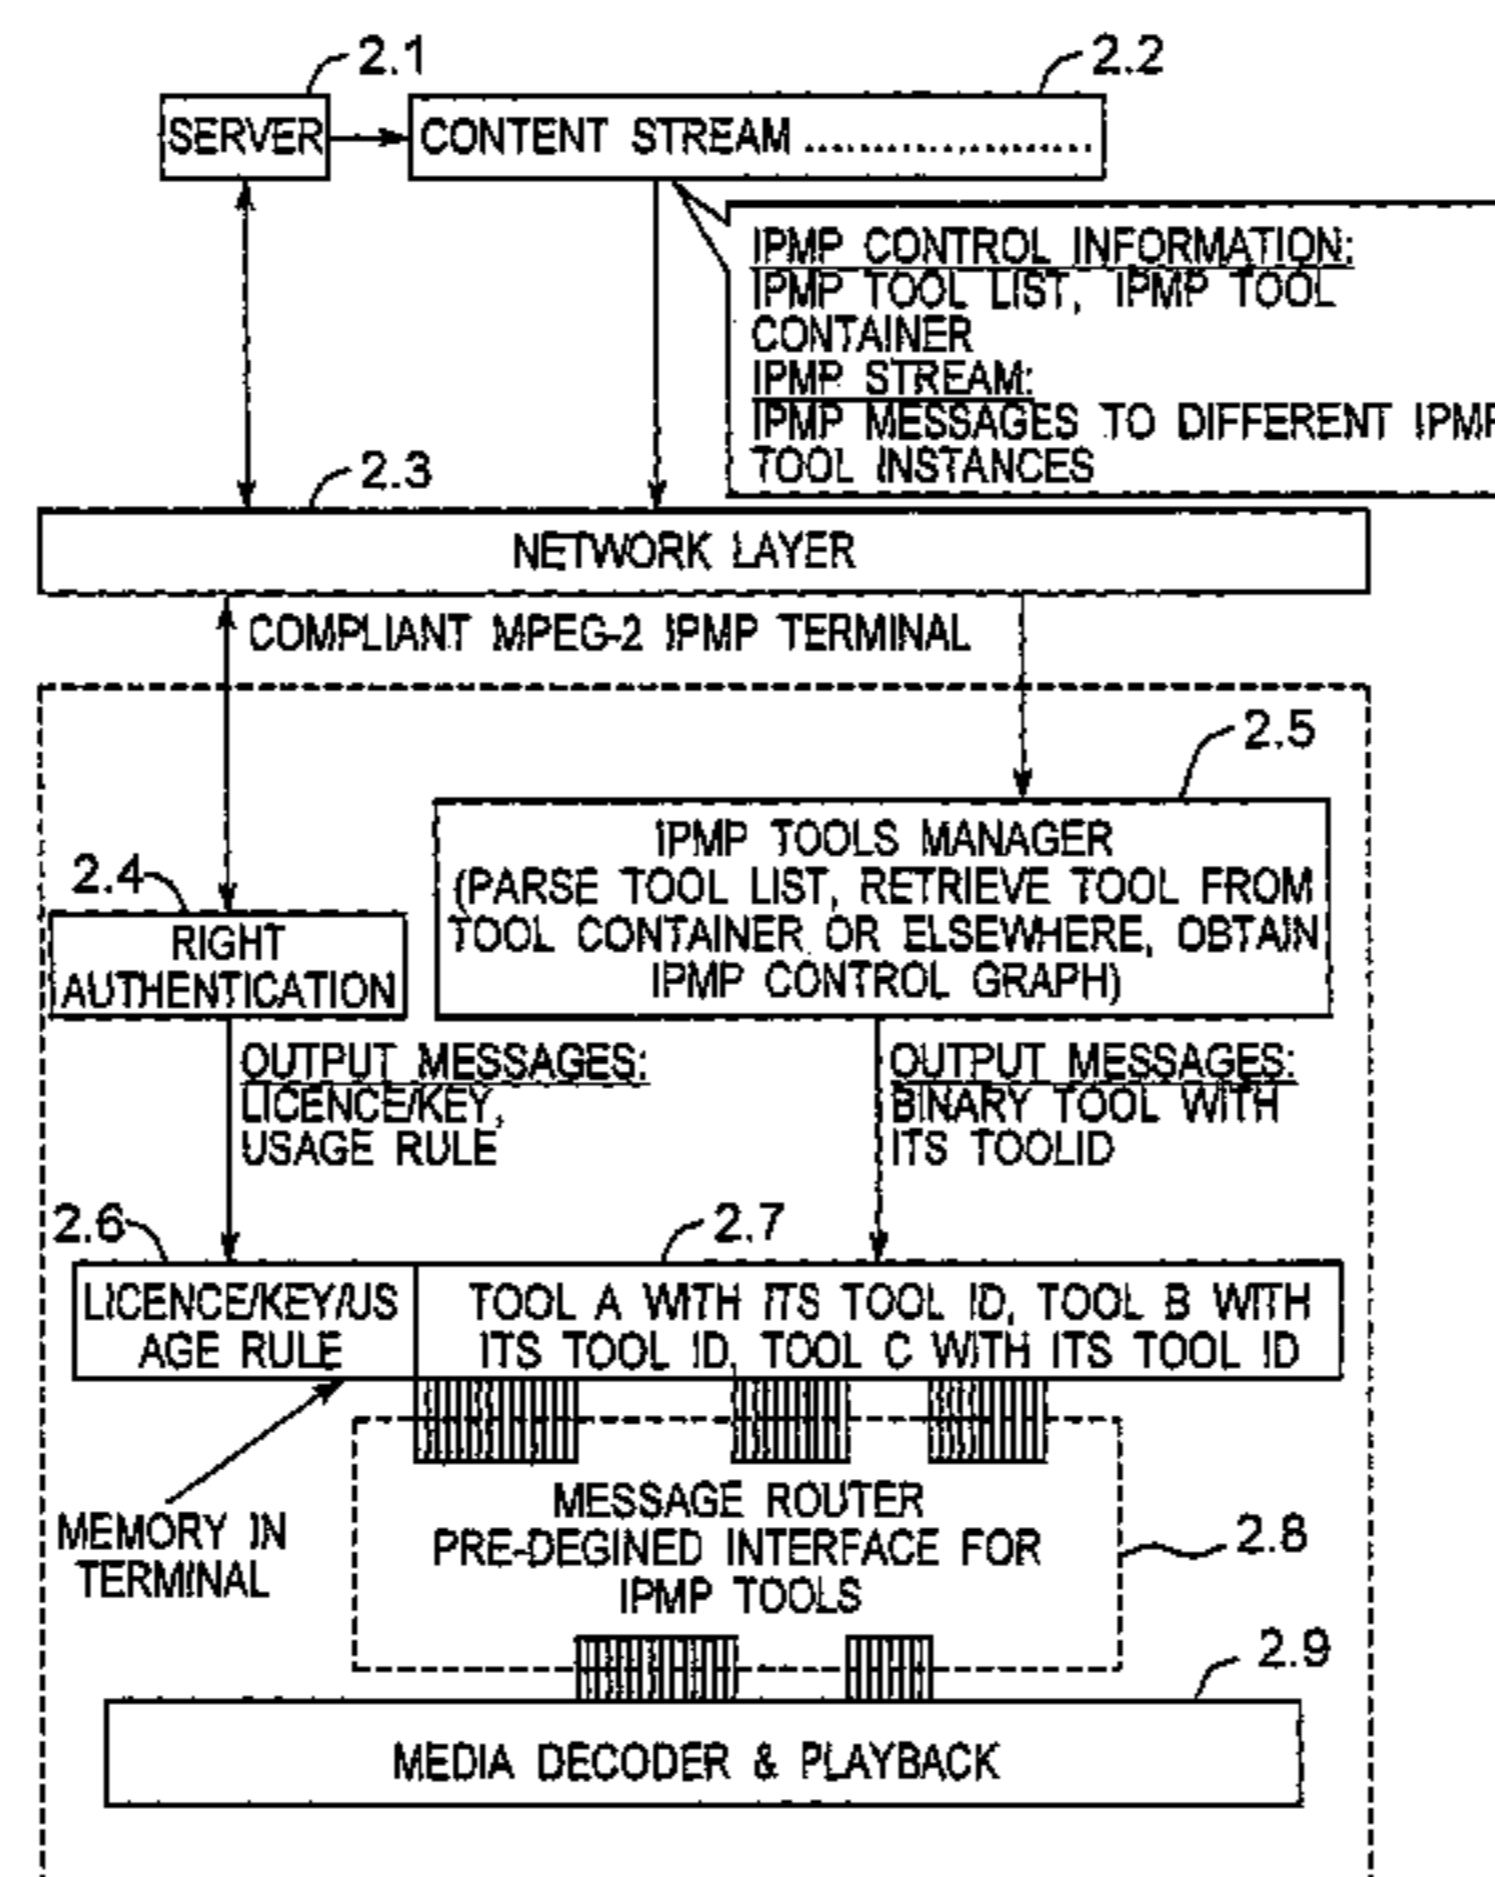 2.1
2.2
SERVER
CONTENT STREAM .....................
IPMP CONTROL INFORMATION:
IPMP TOOL LIST, IPMP TOOL
CONTAINER
IPMP STREAM:
IPMP MESSAGES TO DIFFERENT IPMP
TOOL INSTANCES
2.3
NETWORK LAYER
COMPLIANT MPEG-2 IPMP TERMINAL
2.5
IPMP TOOLS MANAGER
(PARSE TOOL LIST, RETRIEVE TOOL FROM
TOOL CONTAINER OR ELSEWHERE, OBTAIN
IPMP CONTROL GRAPH)
2.4
RIGHT
AUTHENTICATION
OUTPUT MESSAGES:
LICENCE/KEY,
USAGE RULE
OUTPUT MESSAGES:
BINARY TOOL WITH
ITS TOOLID
2.6
2.7
LICENCE/KEY/US
AGE RULE
TOOL A WITH ITS TOOL ID, TOOL B WITH
ITS TOOL ID, TOOL C WITH ITS TOOL ID
MEMORY IN
TERMINAL
MESSAGE ROUTER
PRE-DEGINED INTERFACE FOR
IPMP TOOLS
2.8
2.9
MEDIA DECODER & PLAYBACK